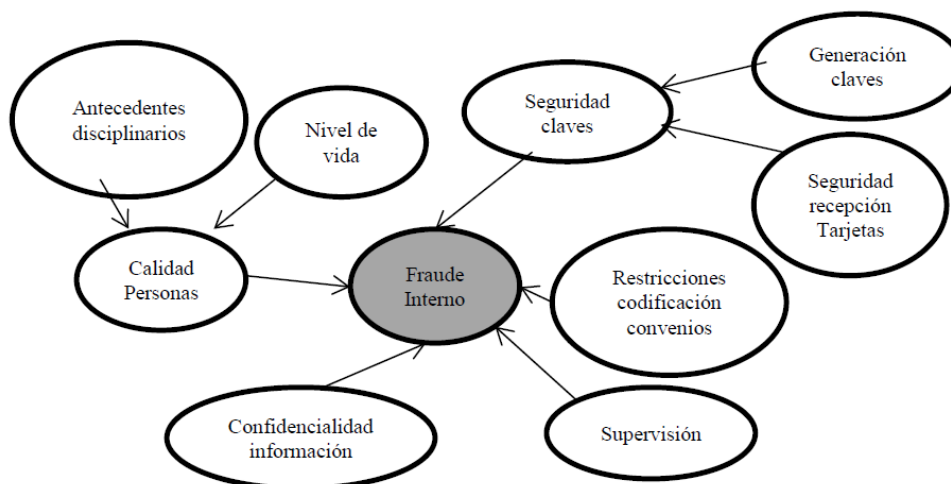 Generación
claves
Antecedentes
disciplinarios
Seguridad
claves
Nivel de
vida
Seguridad
recepción
Tarjetas
Calidad
Personas
Fraude
Interno
Restricciones
codificación
convenios
Confidencialidad
información
Supervisión